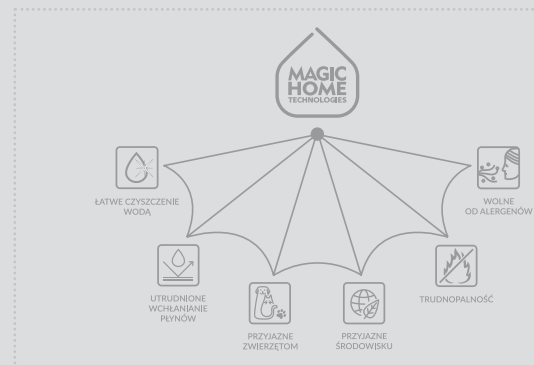 MAGIC
HOME
TECHNOLOGIES
ŁATWE CZYSZCZENIE
WODĄ
WOLNE
OD ALERGENÓW
UTRUDNIONE
WCHŁANIANIE
PŁYNÓW
TRUDNOPALNOŚĆ
PRZYJAZNE
ZWIERZĘTOM
PRZYJAZNE
ŚRODOWISKU